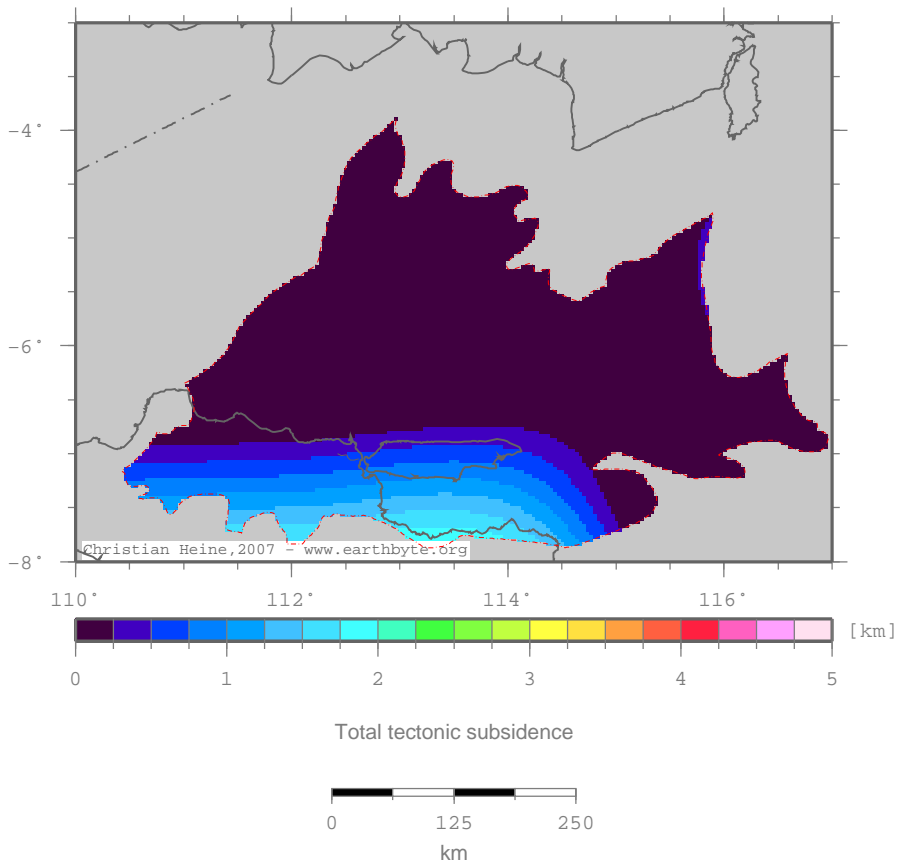 -4°
-6°
-8°
Christian Heine,2007 - www.earthbyte.org
110° 112° 114° 116°
[km]
0 1 2 3 4 5
Total tectonic subsidence
0 125 250
km